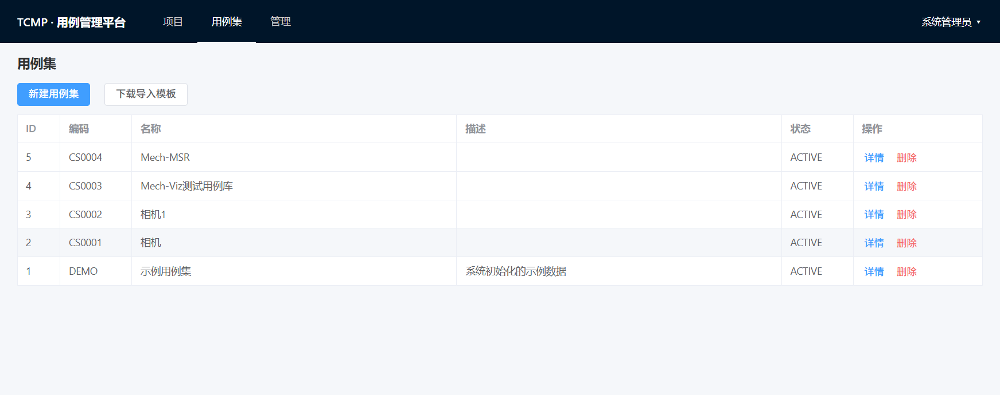 TCMP · 用例管理平台 项目 用例集 管理 系统管理员
用例集
新建用例集 下载导入模板
ID 编码 名称 描述 状态 操作
5 CS0004 Mech-MSR ACTIVE 详情 删除
4 CS0003 Mech-Viz测试用例库 ACTIVE 详情 删除
3 CS0002 相机1 ACTIVE 详情 删除
2 CS0001 相机 ACTIVE 详情 删除
1 DEMO 示例用例集 系统初始化的示例数据 ACTIVE 详情 删除